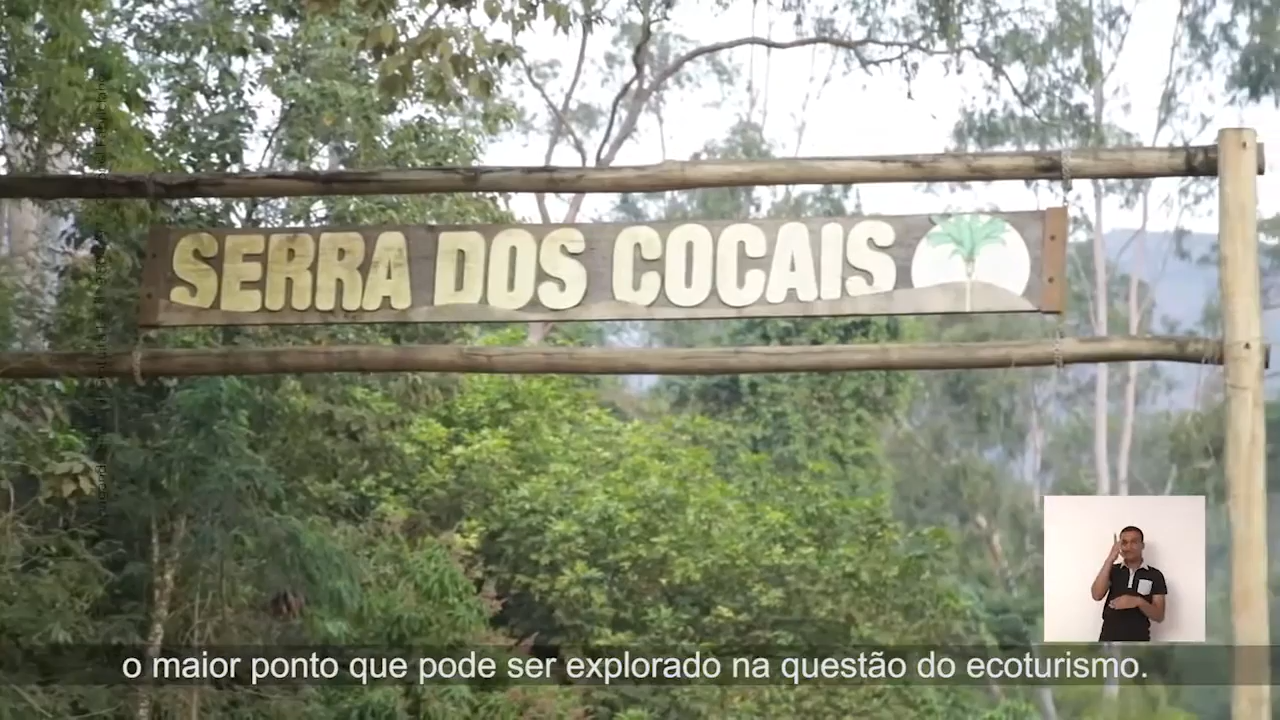 SERRA DOS COCAIS
o maior ponto que pode ser explorado na questão do ecoturismo.